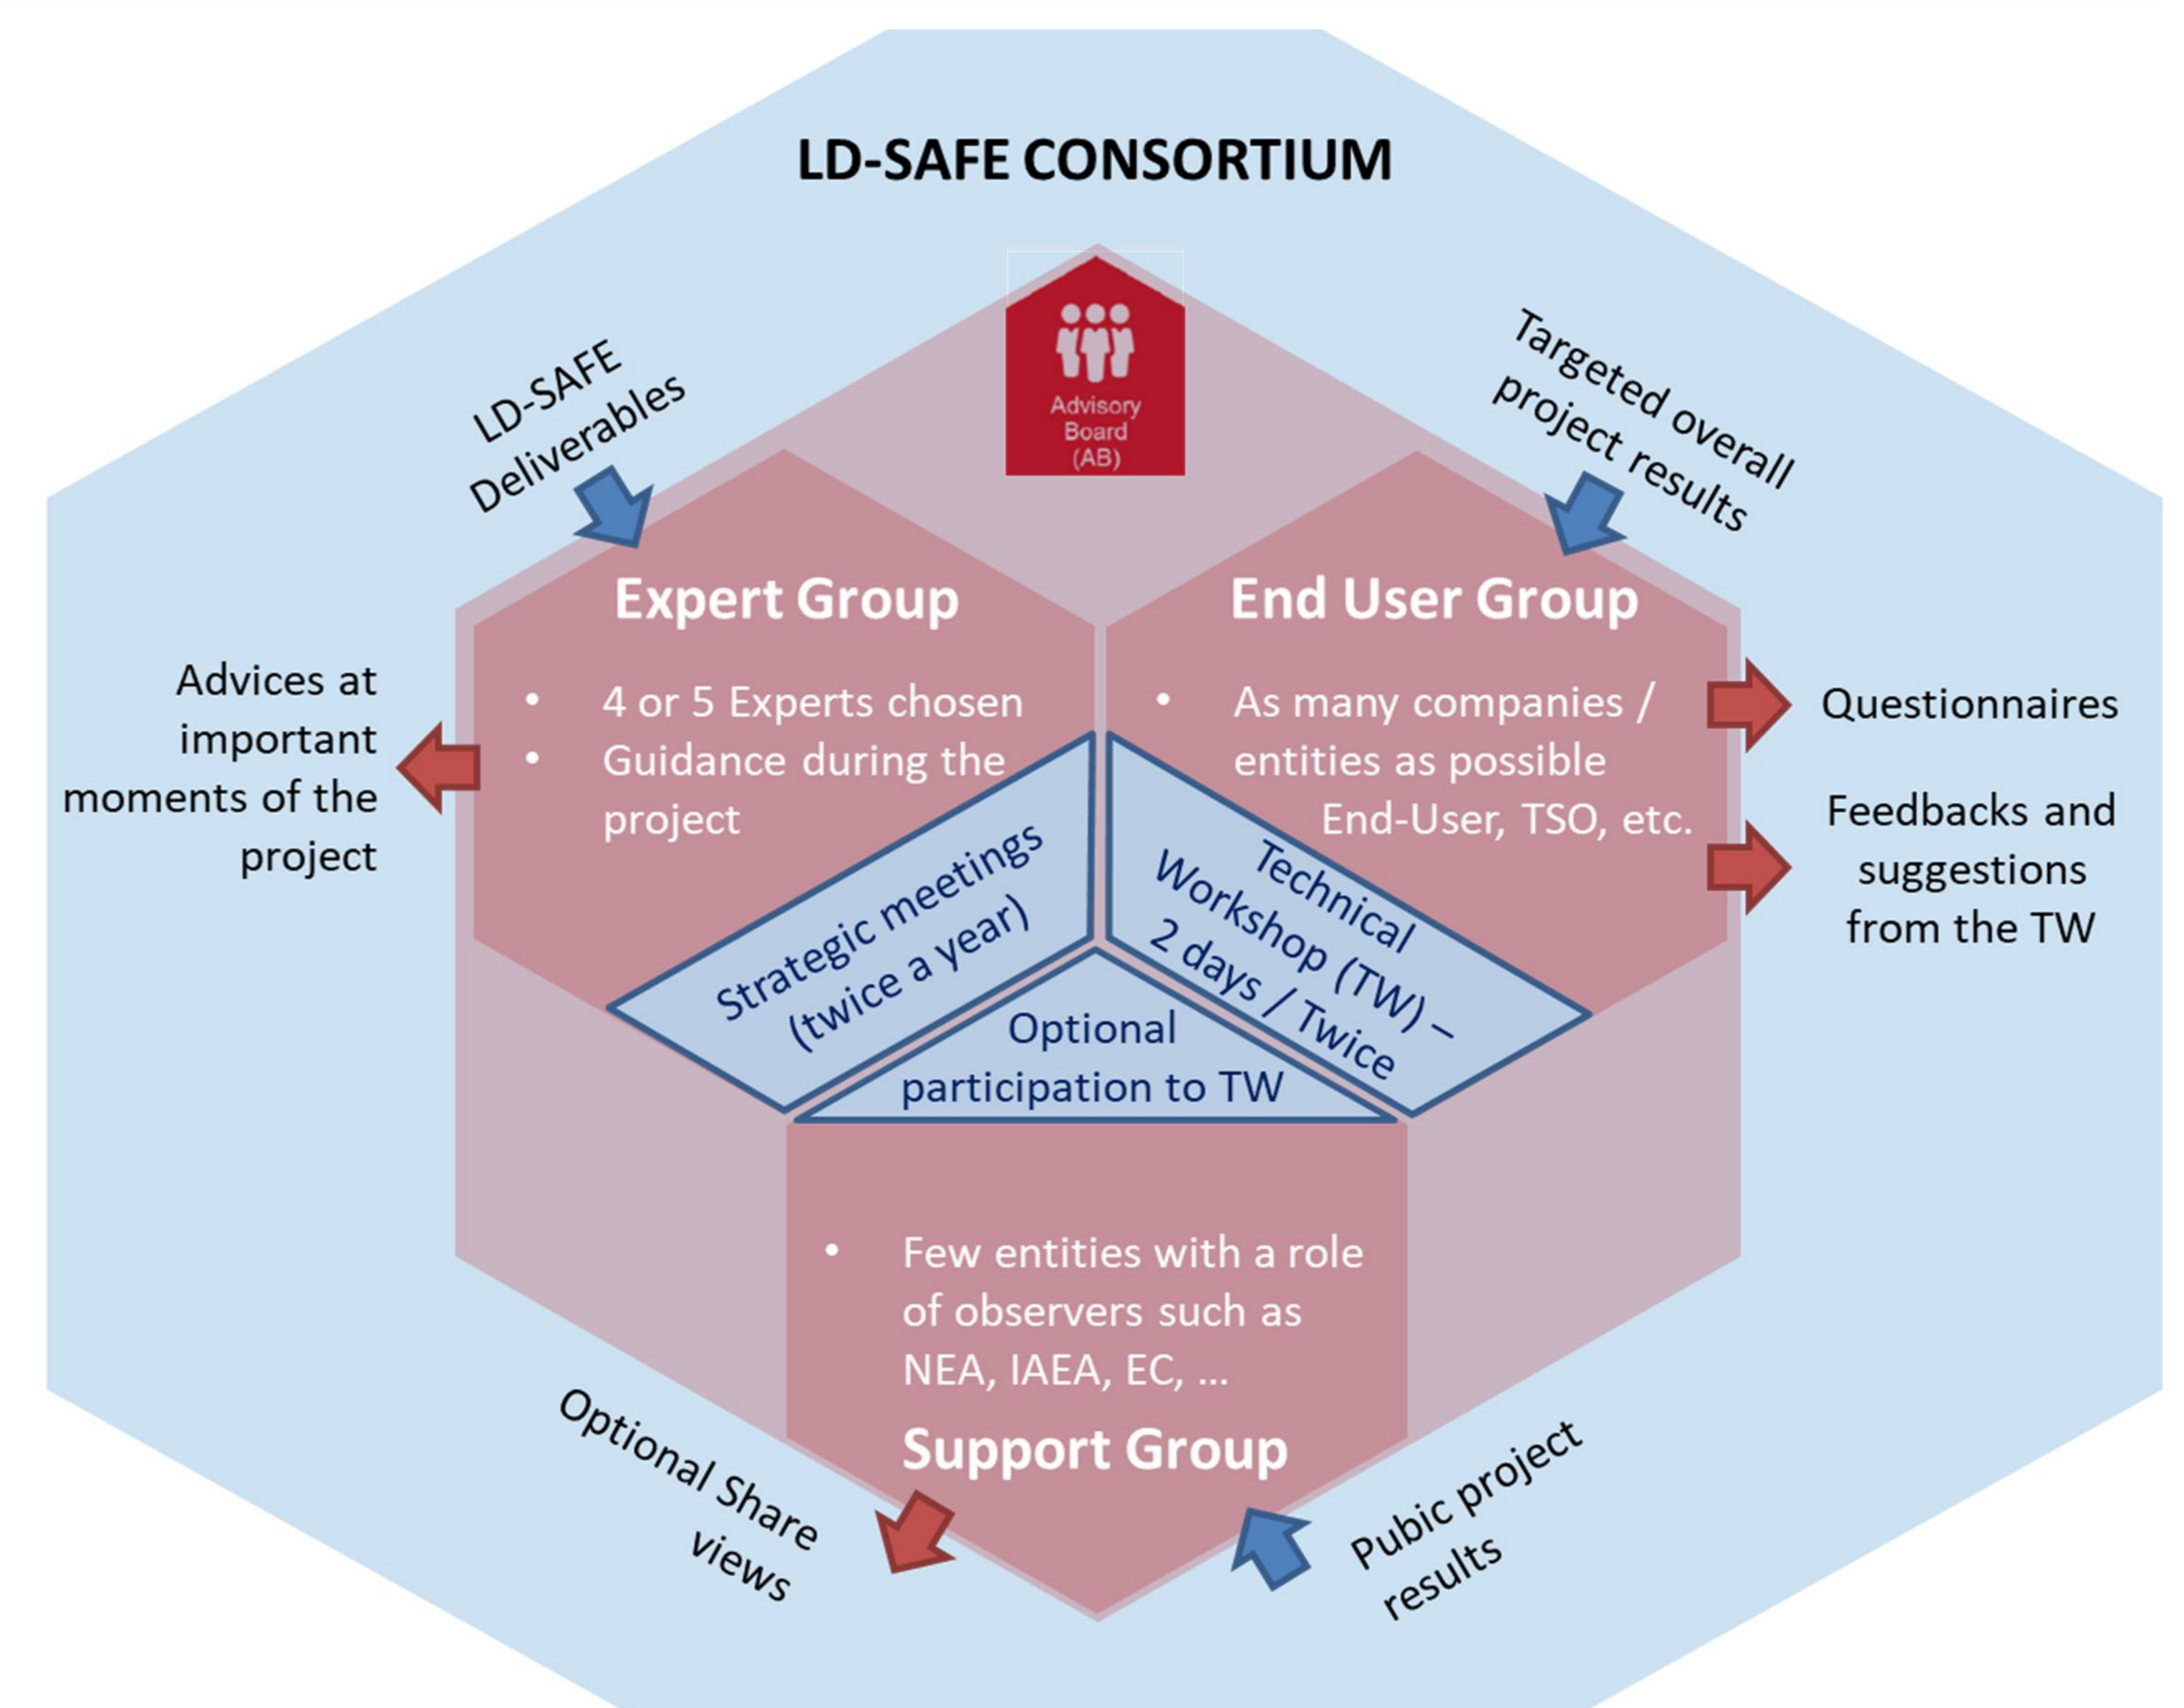 LD-SAFE CONSORTIUM
Advisory
Board
(AB)
LD-SAFE
Deliverables
Targeted overall
project results
Expert Group
• 4 or 5 Experts chosen
• Guidance during the
project
Advices at
important
moments of the
project
End User Group
• As many companies /
entities as possible
End-User, TSO, etc.
Questionnaires
Feedbacks and
suggestions
from the TW
Strategic meetings
(twice a year)
Technical
Workshop (TW) –
2 days / Twice
Optional
participation to TW
• Few entities with a role
of observers such as
NEA, IAEA, EC, ...
Support Group
Optional Share
views
Pubic project
results